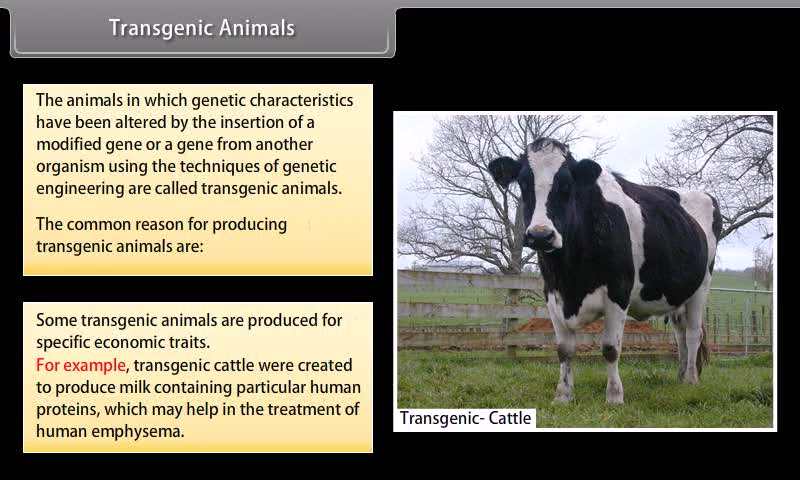 Transgenic Animals
The animals in which genetic characteristics
have been altered by the insertion of a
modified gene or a gene from another
organism using the techniques of genetic
engineering are called transgenic animals.
The common reason for producing
transgenic animals are:
Some transgenic animals are produced for
specific economic traits.
For example, transgenic cattle were created
to produce milk containing particular human
proteins, which may help in the treatment of
human emphysema.
Transgenic- Cattle